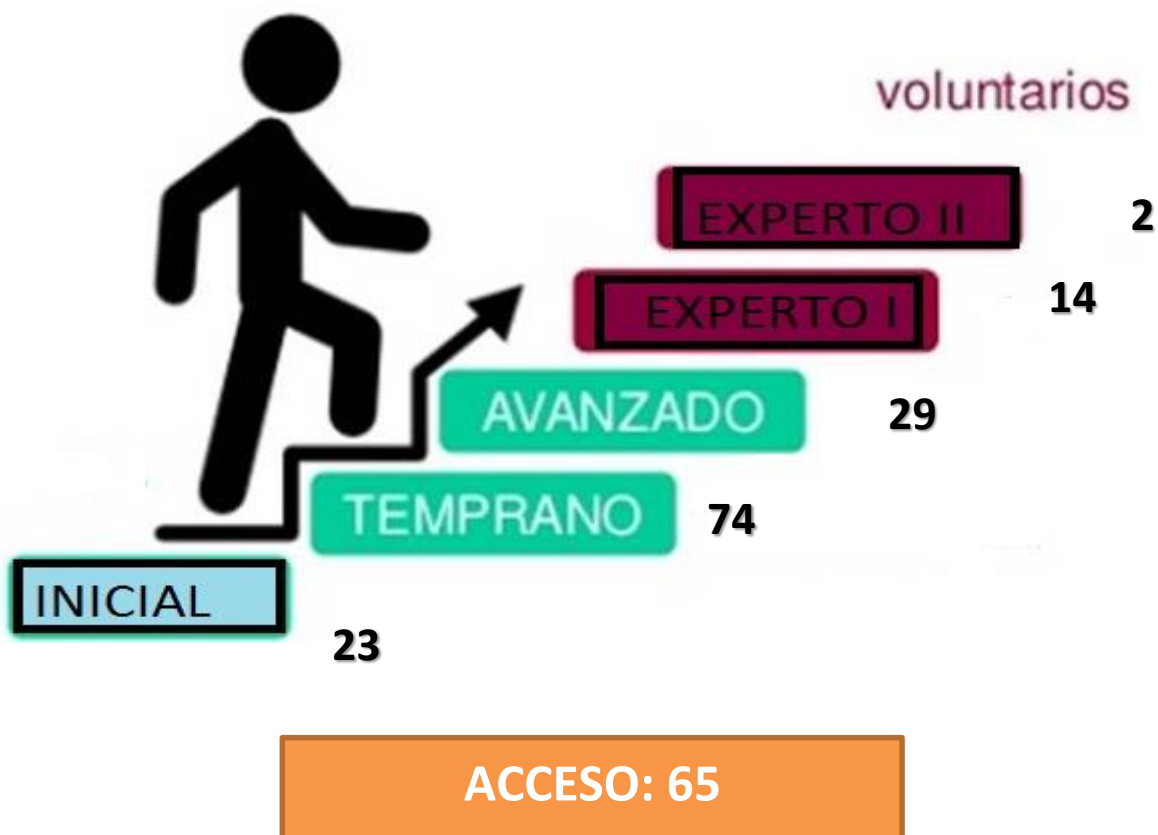 voluntarios
EXPERTO II 2
EXPERTO I 14
AVANZADO 29
TEMPRANO 74
INICIAL 23
ACCESO: 65